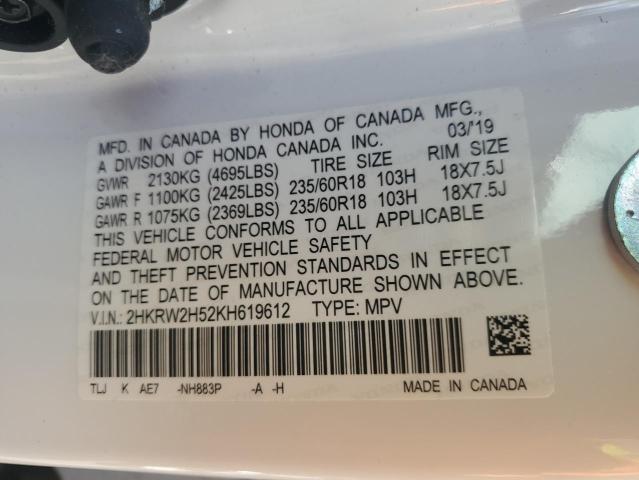 MFD. IN CANADA BY HONDA OF CANADA MFG.,
A DIVISION OF HONDA CANADA INC. 03/'19
GVWR 2130KG (4695LBS) TIRE SIZE RIM SIZE
GAWR F 1100KG (2425LBS) 235/60R18 103H 18X7.5J
GAWR R 1075KG (2369LBS) 235/60R18 103H 18X7.5J
THIS VEHICLE CONFORMS TO ALL APPLICABLE
FEDERAL MOTOR VEHICLE SAFETY
AND THEFT PREVENTION STANDARDS IN EFFECT
ON THE DATE OF MANUFACTURE SHOWN ABOVE.
V.I.N.: 2HKRW2H52KH619612 TYPE: MPV
TLJ K AE7 -NH883P -A -H MADE IN CANADA